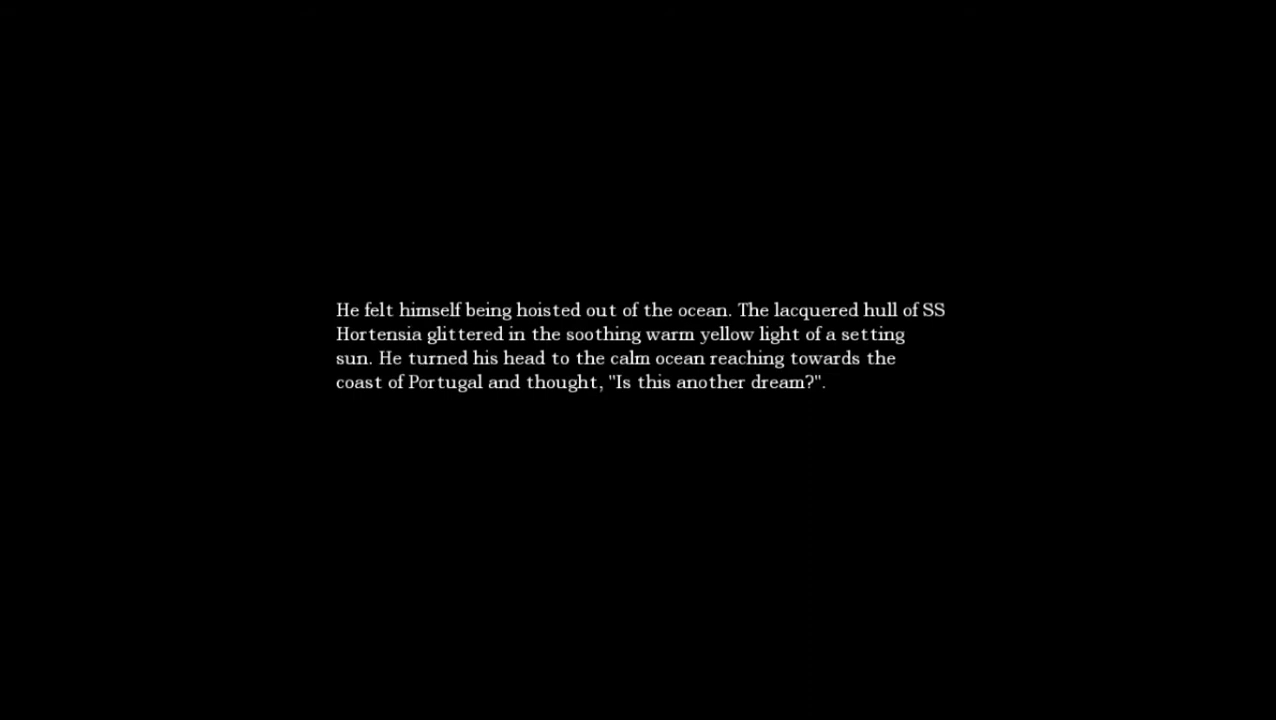 He felt himself being hoisted out of the ocean. The lacquered hull of SS
Hortensia glittered in the soothing warm yellow light of a setting
sun. He turned his head to the calm ocean reaching towards the
coast of Portugal and thought, "Is this another dream?".